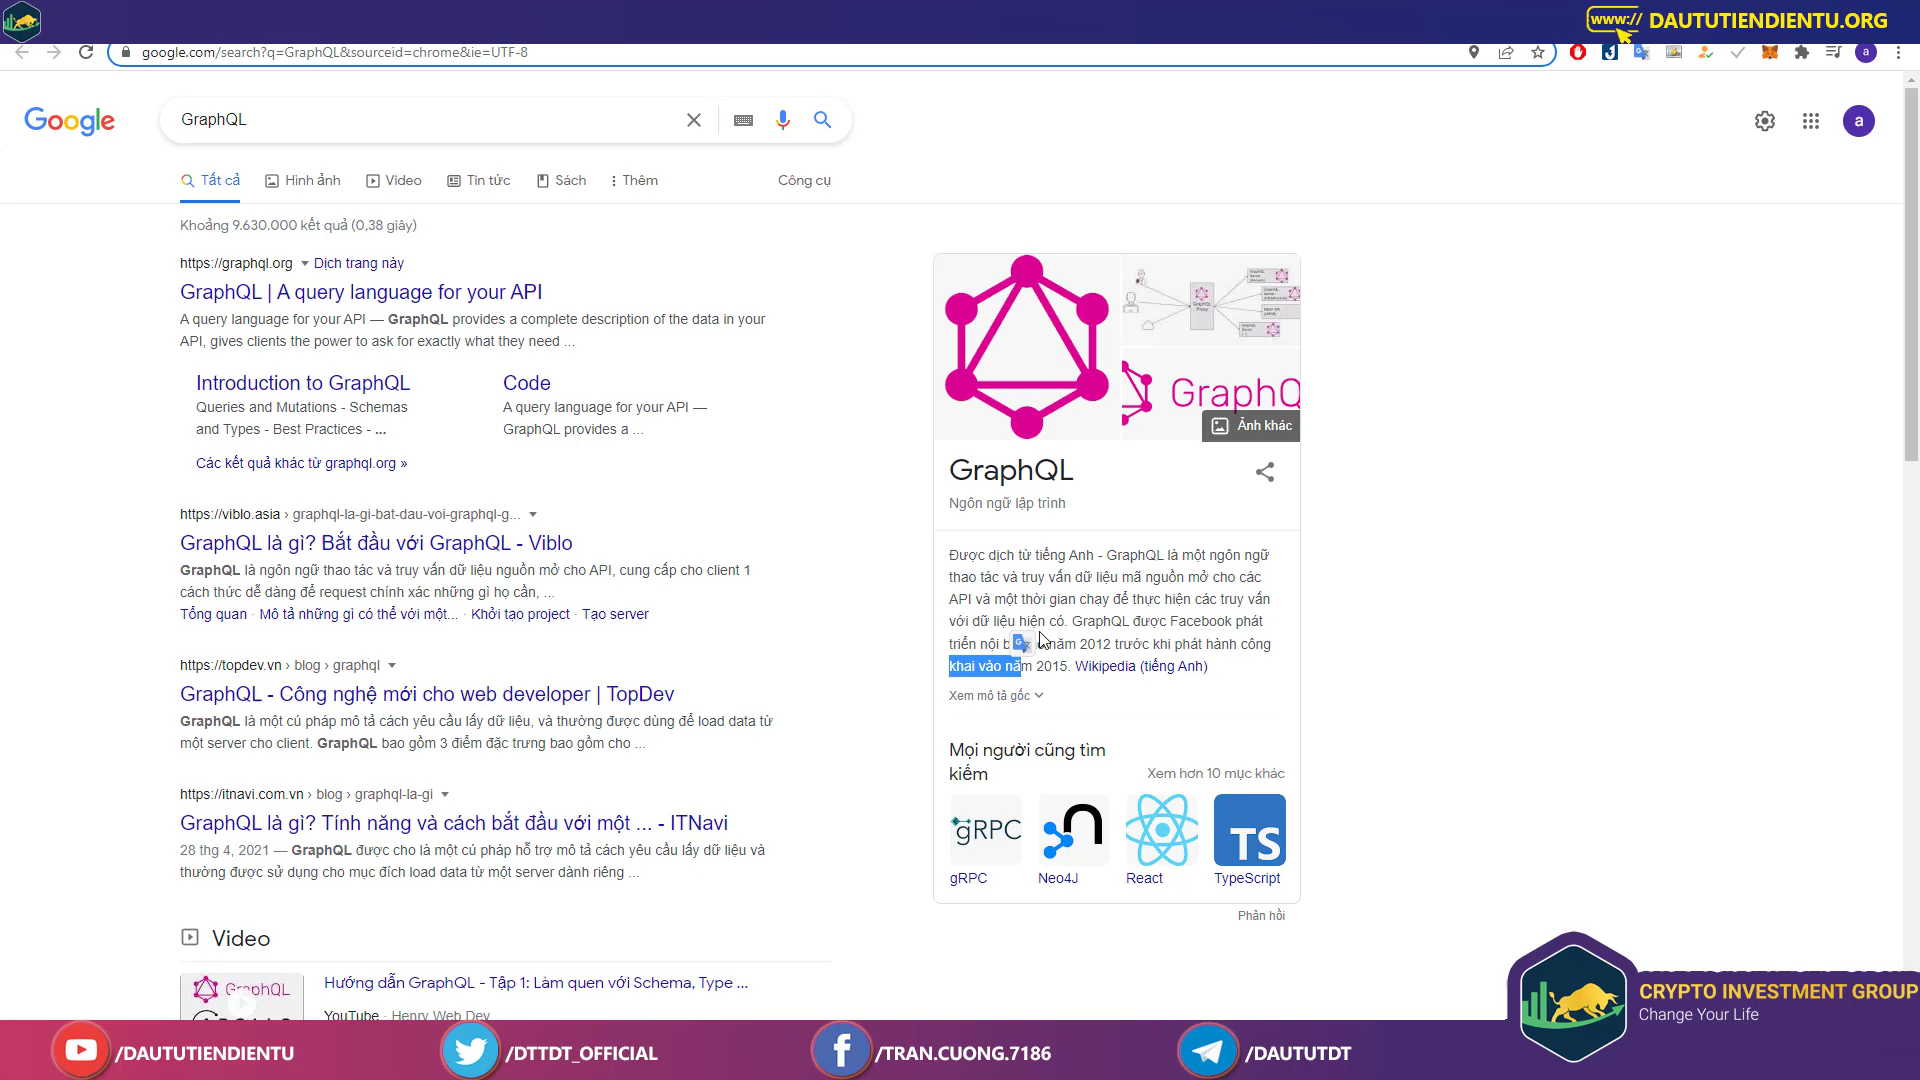 www:// DAUTUTIENDIENTU.ORG
google.com/search?q=GraphQL&sourceid=chrome&ie=UTF-8
a
Google
GraphQL
a
Tất cả
Hình ảnh
Video
Tin tức
Sách
Thêm
Công cụ
Khoảng 9.630.000 kết quả (0,38 giây)
https://graphql.org Dịch trang này
GraphQL | A query language for your API
A query language for your API — GraphQL provides a complete description of the data in your
API, gives clients the power to ask for exactly what they need ...
Introduction to GraphQL
Queries and Mutations - Schemas
and Types - Best Practices - ...
Code
A query language for your API —
GraphQL provides a ...
Các kết quả khác từ graphql.org »
https://viblo.asia › graphql-la-gi-bat-dau-voi-graphql-g...
GraphQL là gì? Bắt đầu với GraphQL - Viblo
GraphQL là ngôn ngữ thao tác và truy vấn dữ liệu nguồn mở cho API, cung cấp cho client 1
cách thức dễ dàng để request chính xác những gì họ cần, ...
Tổng quan · Mô tả những gì có thể với một... · Khởi tạo project · Tạo server
https://topdev.vn › blog › graphql
GraphQL - Công nghệ mới cho web developer | TopDev
GraphQL là một cú pháp mô tả cách yêu cầu lấy dữ liệu, và thường được dùng để load data từ
một server cho client. GraphQL bao gồm 3 điểm đặc trưng bao gồm cho ...
https://itnavi.com.vn › blog › graphql-la-gi
GraphQL là gì? Tính năng và cách bắt đầu với một ... - ITNavi
28 thg 4, 2021 — GraphQL được cho là một cú pháp hỗ trợ mô tả cách yêu cầu lấy dữ liệu và
thường được sử dụng cho mục đích load data từ một server dành riêng ...
Video
GraphQL
Hướng dẫn GraphQL - Tập 1: Làm quen với Schema, Type ...
YouTube · Henry Web Dev
GraphQ
Ảnh khác
GraphQL
Ngôn ngữ lập trình
Được dịch từ tiếng Anh - GraphQL là một ngôn ngữ
thao tác và truy vấn dữ liệu mã nguồn mở cho các
API và một thời gian chạy để thực hiện các truy vấn
với dữ liệu hiện có. GraphQL được Facebook phát
triển nội năm 2012 trước khi phát hành công
khai vào năm 2015. Wikipedia (tiếng Anh)
Xem mô tả gốc
Mọi người cũng tìm
kiếm
Xem hơn 10 mục khác
gRPC
TS
gRPC
Neo4J
React
TypeScript
Phản hồi
CRYPTO INVESTMENT GROUP
Change Your Life
/DAUTUTIENDIENTU
/DTTDT_OFFICIAL
/TRAN.CUONG.7186
/DAUTUTDT